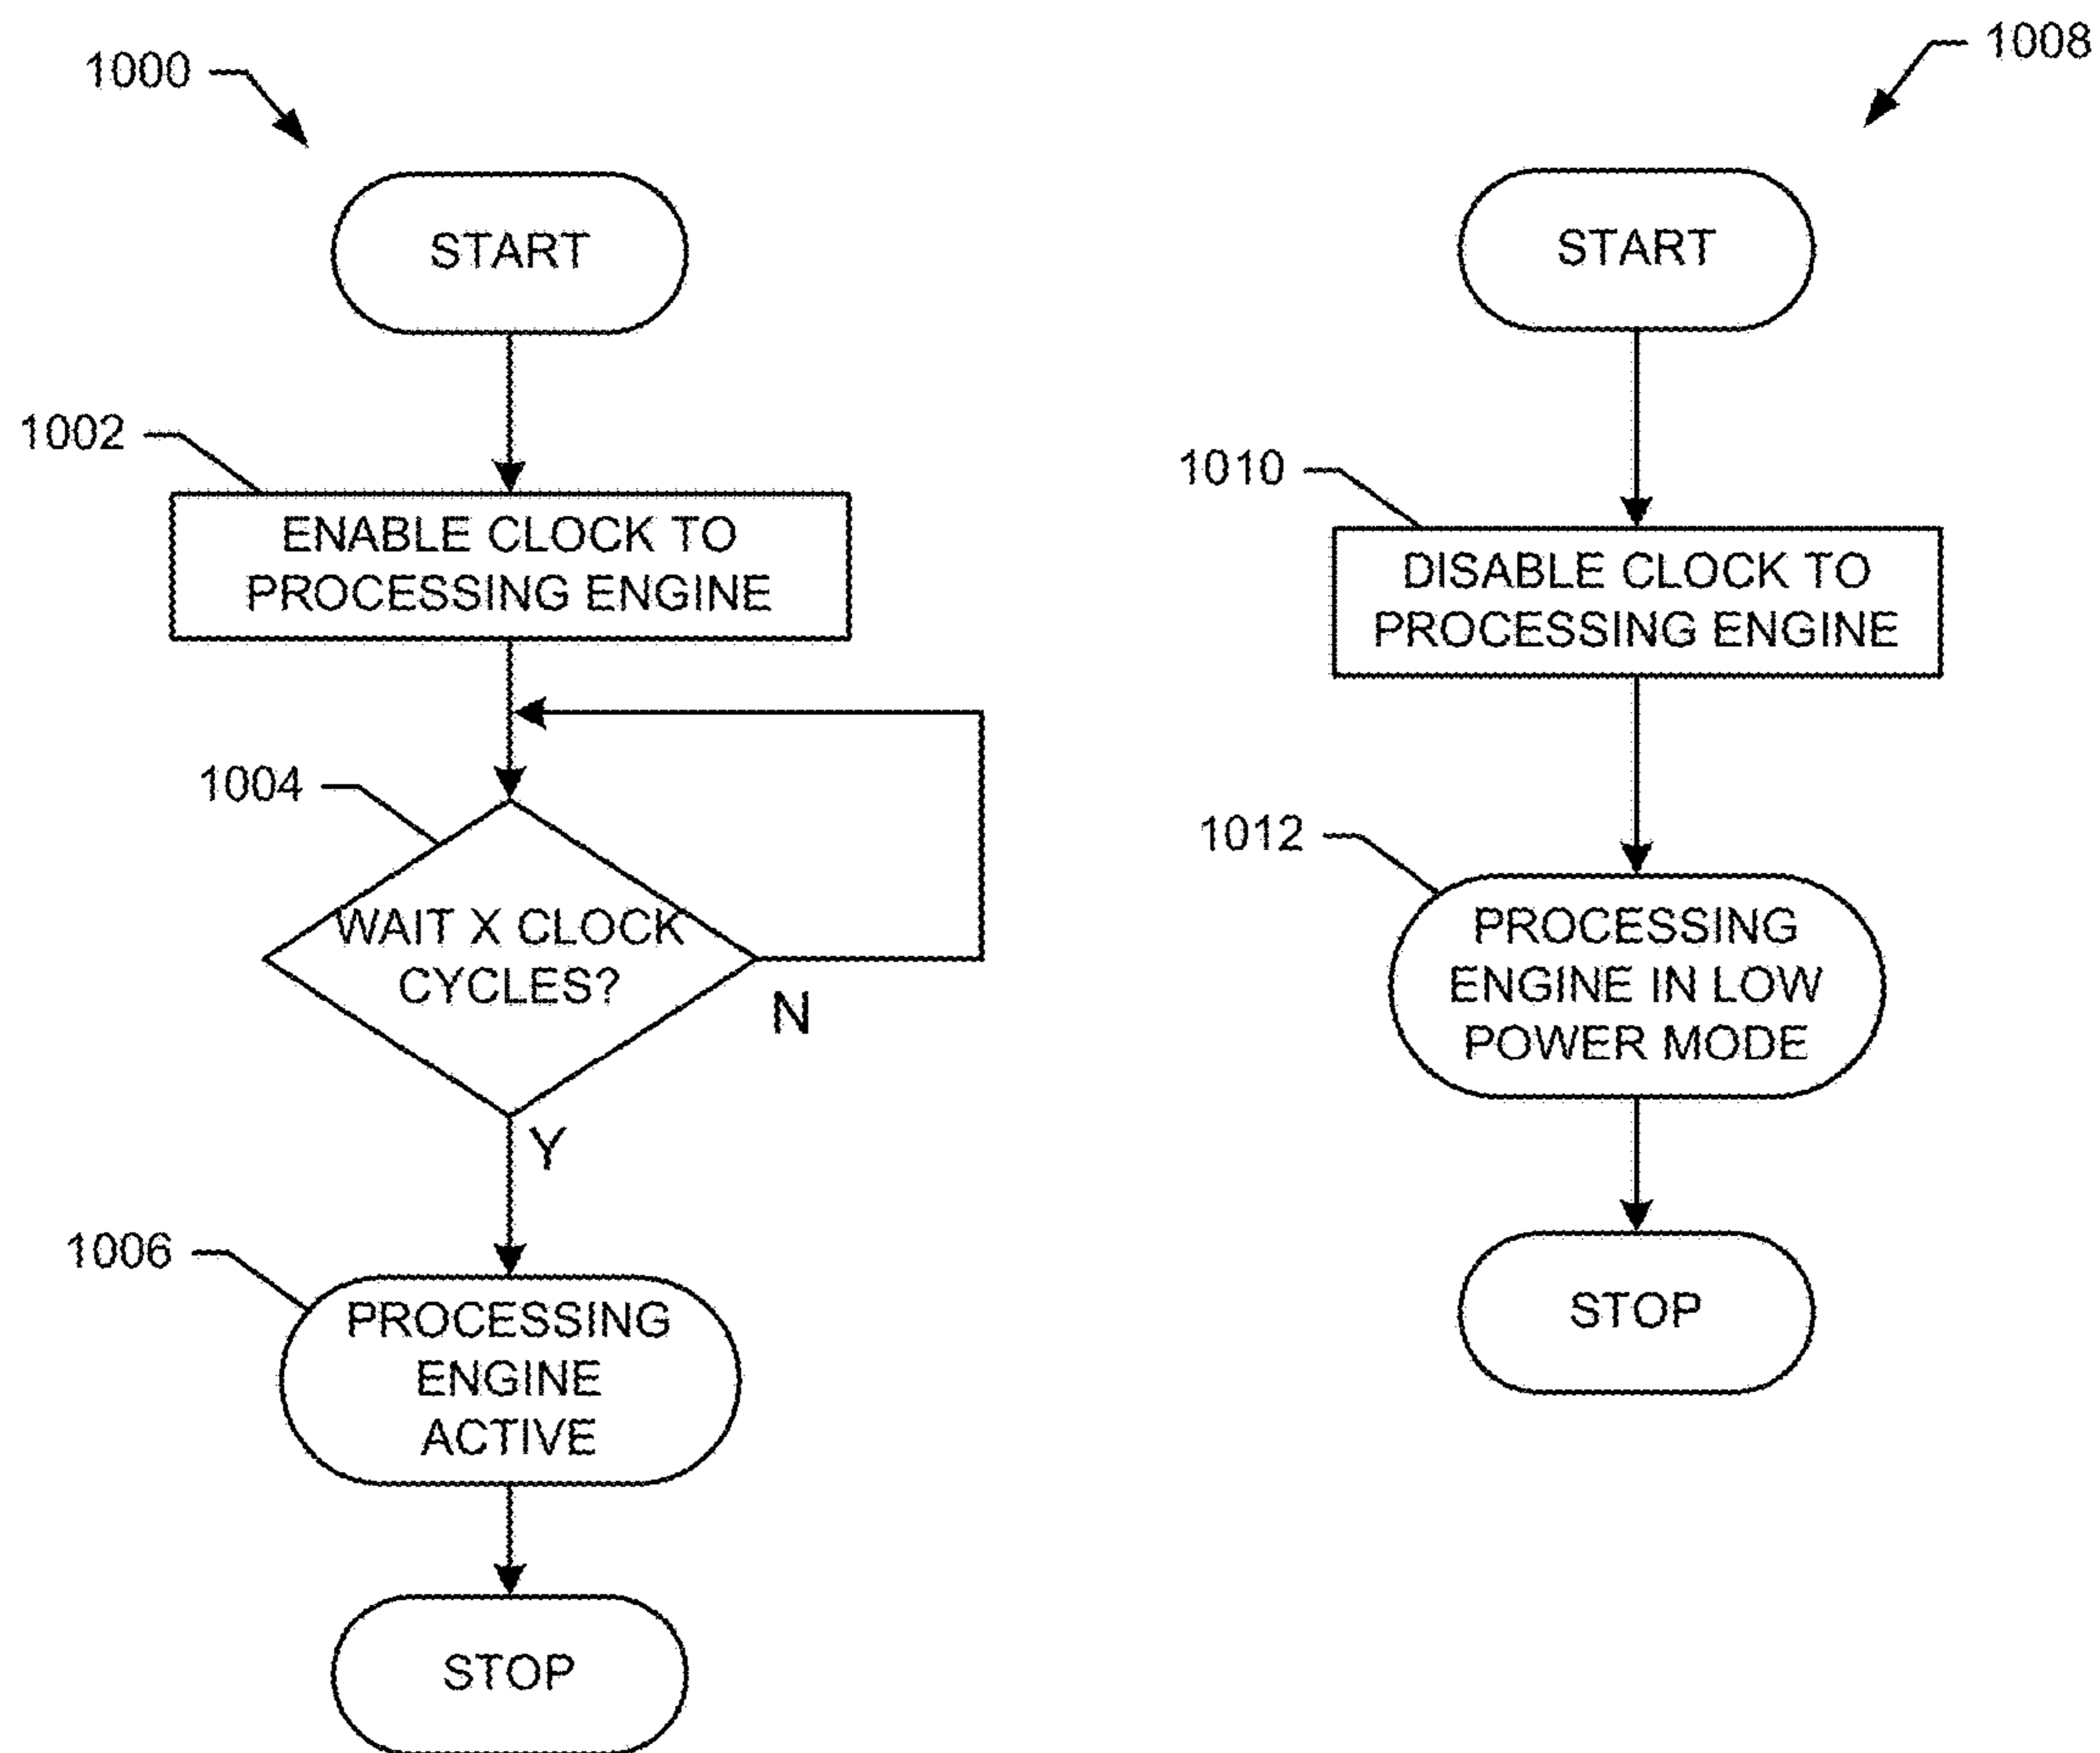 1000
START
1002
ENABLE CLOCK TO
PROCESSING ENGINE
1004
WAIT X CLOCK
CYCLES?
N
Y
1006
PROCESSING
ENGINE
ACTIVE
STOP
1008
START
1010
DISABLE CLOCK TO
PROCESSING ENGINE
1012
PROCESSING
ENGINE IN LOW
POWER MODE
STOP